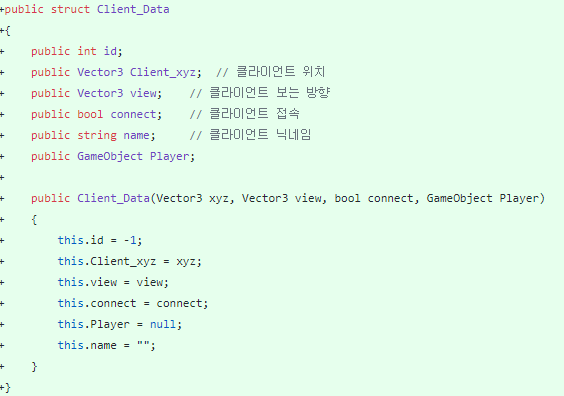 +public struct Client_Data
+{
+    public int id;
+    public Vector3 Client_xyz;  // 클라이언트 위치
+    public Vector3 view;    // 클라이언트 보는 방향
+    public bool connect;    // 클라이언트 접속
+    public string name;    // 클라이언트 닉네임
+    public GameObject Player;
+
+    public Client_Data(Vector3 xyz, Vector3 view, bool connect, GameObject Player)
+    {
+        this.id = -1;
+        this.Client_xyz = xyz;
+        this.view = view;
+        this.connect = connect;
+        this.Player = null;
+        this.name = "";
+    }
+}